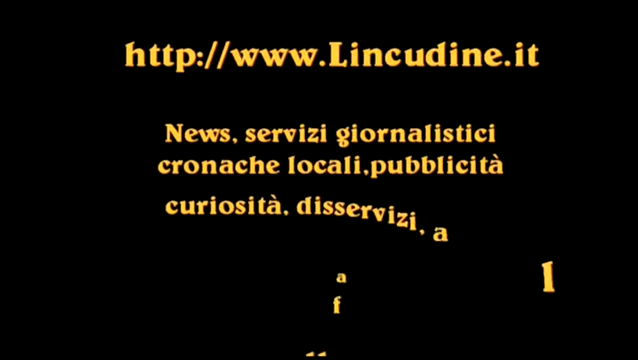 http://www.Lincudine.it
News, servizi giornalistici
cronache locali,pubblicità
curiosità, disservizi, a
l
a
f